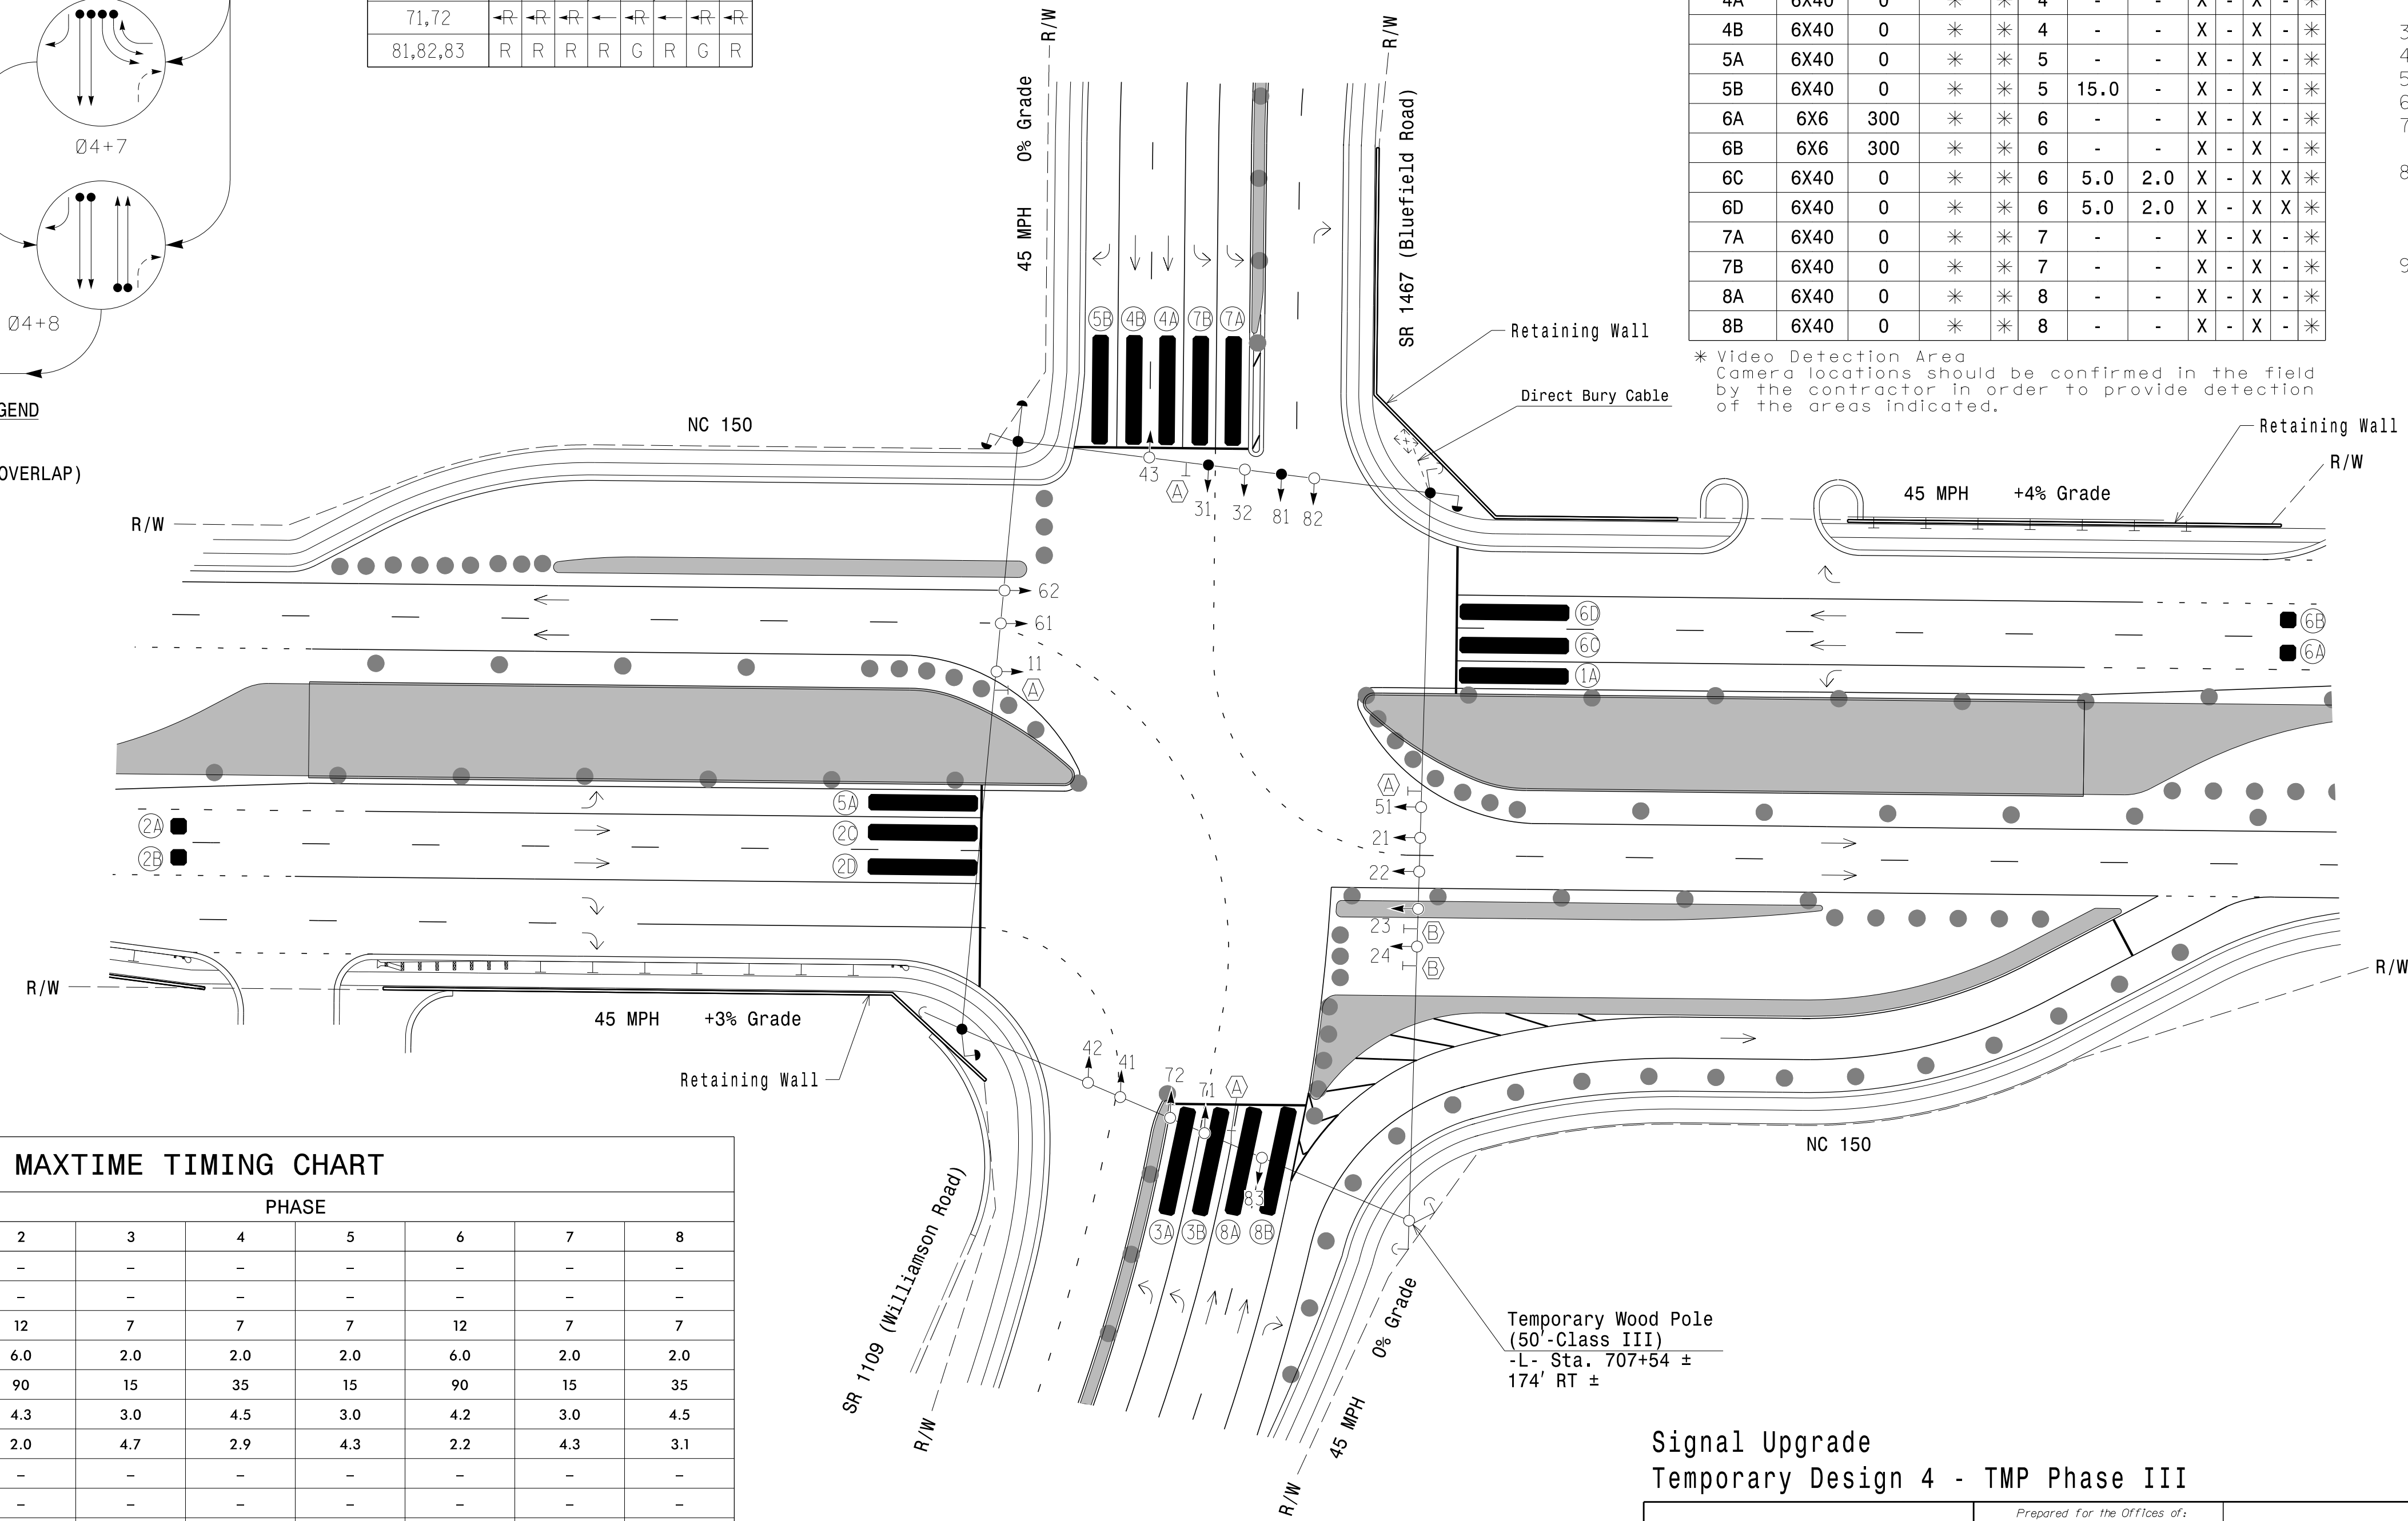 Ø4+7
Ø4+8
GEND
OVERLAP)
71,72 R R R R R R
81,82,83 R R R R G R G R
4A 6X40 0 * * 4 - - X - X - *
4B 6X40 0 * * 4 - - X - X - *
5A 6X40 0 * * 5 - - X - X - *
5B 6X40 0 * * 5 15.0 - X - X - *
6A 6X6 300 * * 6 - - X - X - *
6B 6X6 300 * * 6 - - X - X - *
6C 6X40 0 * * 6 5.0 2.0 X - X X *
6D 6X40 0 * * 6 5.0 2.0 X - X X *
7A 6X40 0 * * 7 - - X - X - *
7B 6X40 0 * * 7 - - X - X - *
8A 6X40 0 * * 8 - - X - X - *
8B 6X40 0 * * 8 - - X - X - *
* Video Detection Area
Camera locations should be confirmed in the field
by the contractor in order to provide detection
of the areas indicated.
4
5
6
7
8
9
R/W
R/W
45 MPH 0% Grade
SR 1467 (Bluefield Road)
Retaining Wall
Direct Bury Cable
NC 150
R/W
5B 4B 4A 7B 7A
43 A 31 32 81 82
62
61
11
A
Retaining Wall
R/W
45 MPH +4% Grade
6D
6C
1A
6B
6A
A
51
21
22
23
B
24
B
5A
2C
2D
2A
2B
R/W
R/W
45 MPH +3% Grade
Retaining Wall
42 41 72 71 A
83
3A 3B 8A 8B
NC 150
SR 1109 (Williamson Road)
R/W
45 MPH 0% Grade
R/W
Temporary Wood Pole
(50'-Class III)
-L- Sta. 707+54 ±
174' RT ±
MAXTIME TIMING CHART
PHASE
2 3 4 5 6 7 8
– – – – – – –
– – – – – – –
12 7 7 7 12 7 7
6.0 2.0 2.0 2.0 6.0 2.0 2.0
90 15 35 15 90 15 35
4.3 3.0 4.5 3.0 4.2 3.0 4.5
2.0 4.7 2.9 4.3 2.2 4.3 3.1
– – – – – – –
– – – – – – –
Signal Upgrade
Temporary Design 4 - TMP Phase III
Prepared for the Offices of: